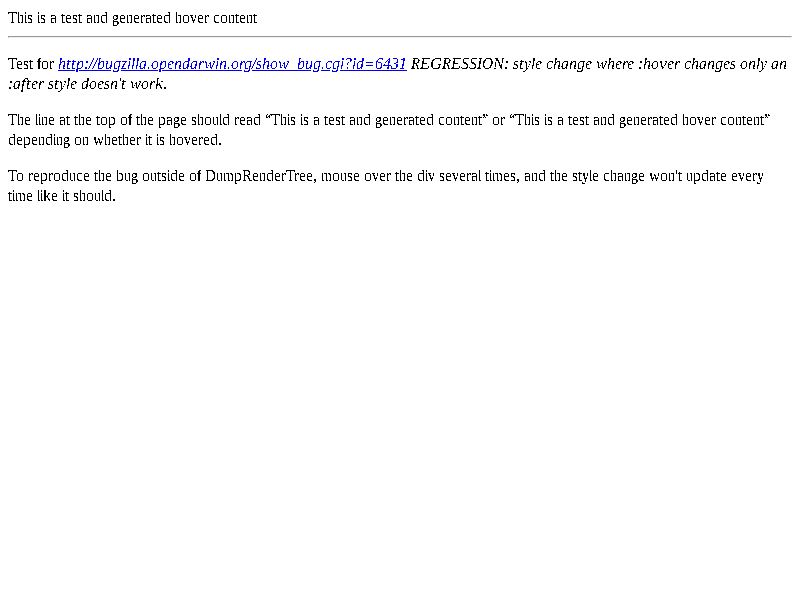 This is a test and generated hover content
Test for http://bugzilla.opendarwin.org/show_bug.cgi?id=6431 REGRESSION: style change where :hover changes only an
:after style doesn't work.
The line at the top of the page should read “This is a test and generated content” or “This is a test and generated hover content”
depending on whether it is hovered.
To reproduce the bug outside of DumpRenderTree, mouse over the div several times, and the style change won't update every
time like it should.